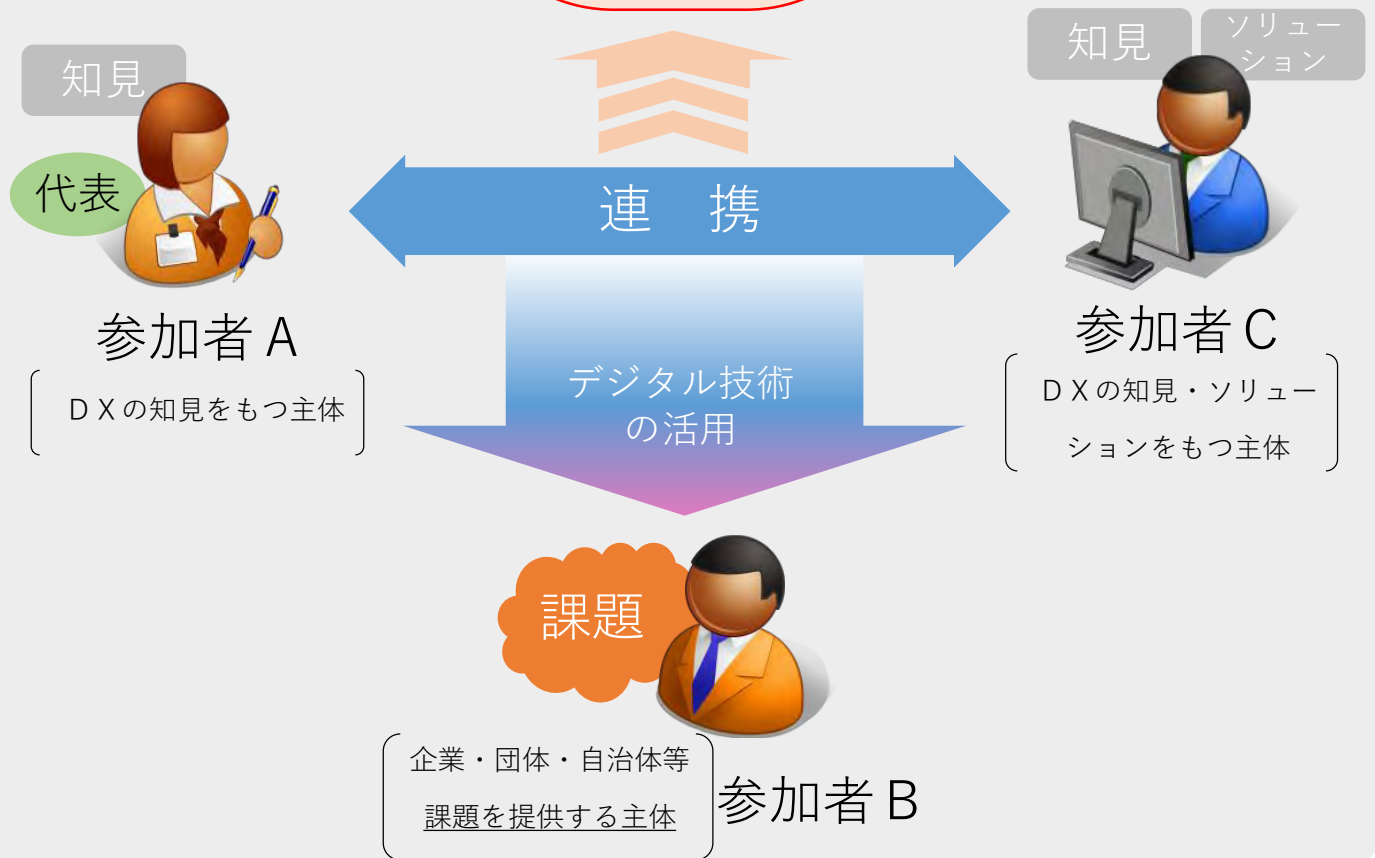 知見
ソリュー
ション
知見
代表
連　携
参加者A
DXの知見をもつ主体
デジタル技術
の活用
参加者C
DXの知見・ソリュー
ションをもつ主体
課題
企業・団体・自治体等
課題を提供する主体
参加者B